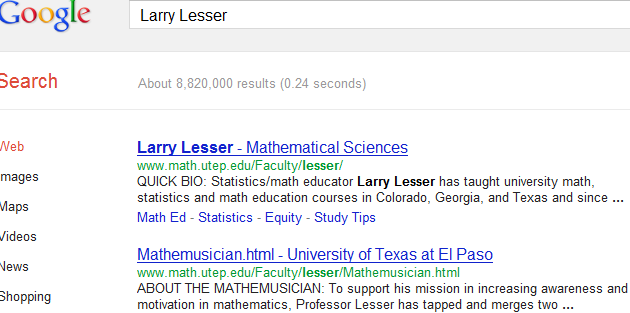 Google
Larry Lesser
Search
About 8,820,000 results (0.24 seconds)
Web
mages
Maps
Videos
News
Shopping
Larry Lesser - Mathematical Sciences
www.math.utep.edu/Faculty/lesser/
QUICK BIO: Statistics/math educator Larry Lesser has taught university math,
statistics and math education courses in Colorado, Georgia, and Texas and since ...
Math Ed - Statistics - Equity - Study Tips
Mathemusician.html - University of Texas at El Paso
www.math.utep.edu/Faculty/lesser/Mathemusician.html
ABOUT THE MATHEMUSICIAN: To support his mission in increasing awareness and
motivation in mathematics, Professor Lesser has tapped and merges two ...